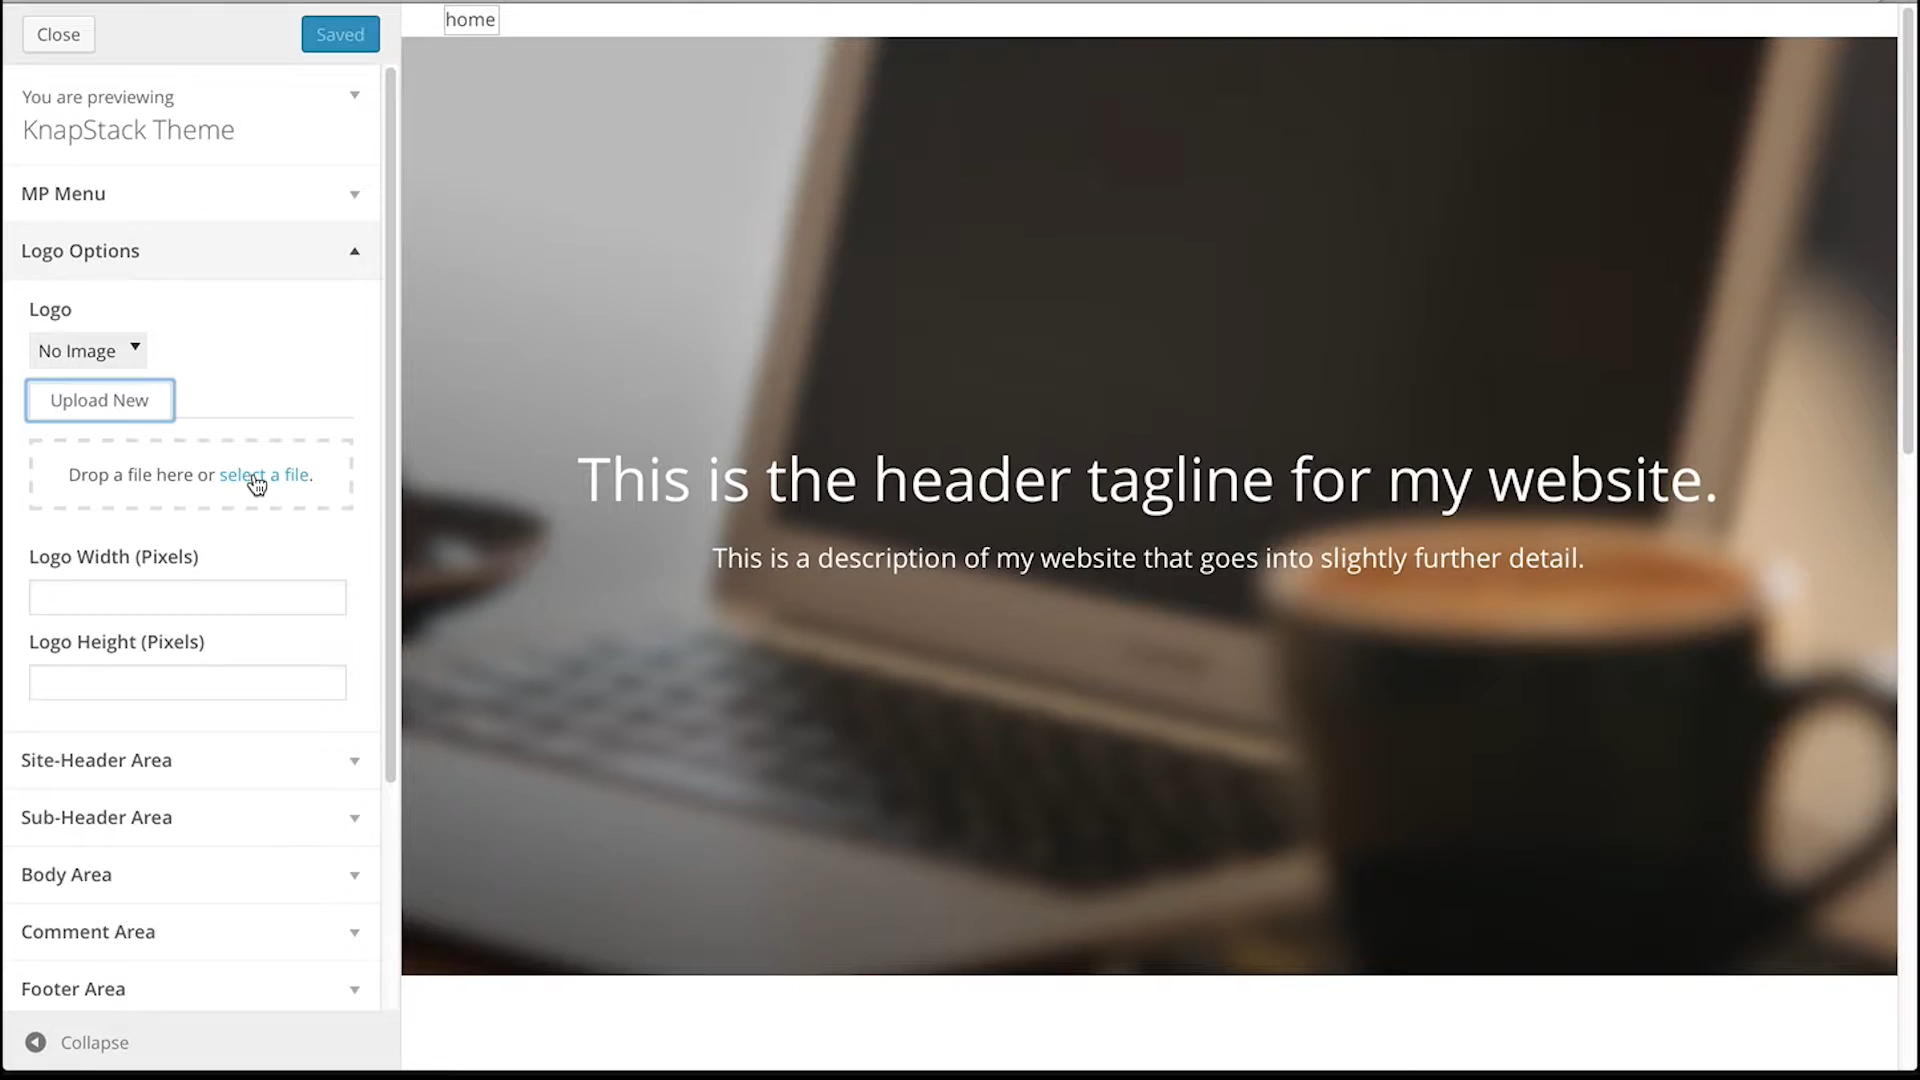 Close
Saved
home
You are previewing
KnapStack Theme
MP Menu
Logo Options
Logo
No Image
Upload New
Drop a file here or select a file.
Logo Width (Pixels)
Logo Height (Pixels)
Site-Header Area
Sub-Header Area
Body Area
Comment Area
Footer Area
Collapse
This is the header tagline for my website.
This is a description of my website that goes into slightly further detail.